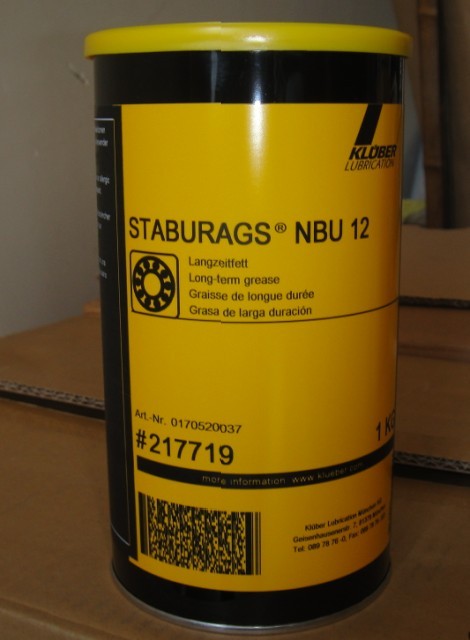 KLÜBER
LUBRICATION
STABURAGS® NBU 12
Langzeitfett
Long-term grease
Graisse de longue durée
Grasa de larga duración
Art.-Nr. 0170520037
#217719
1 KG
more information: www.klueber.com
Klüber Lubrication München KG